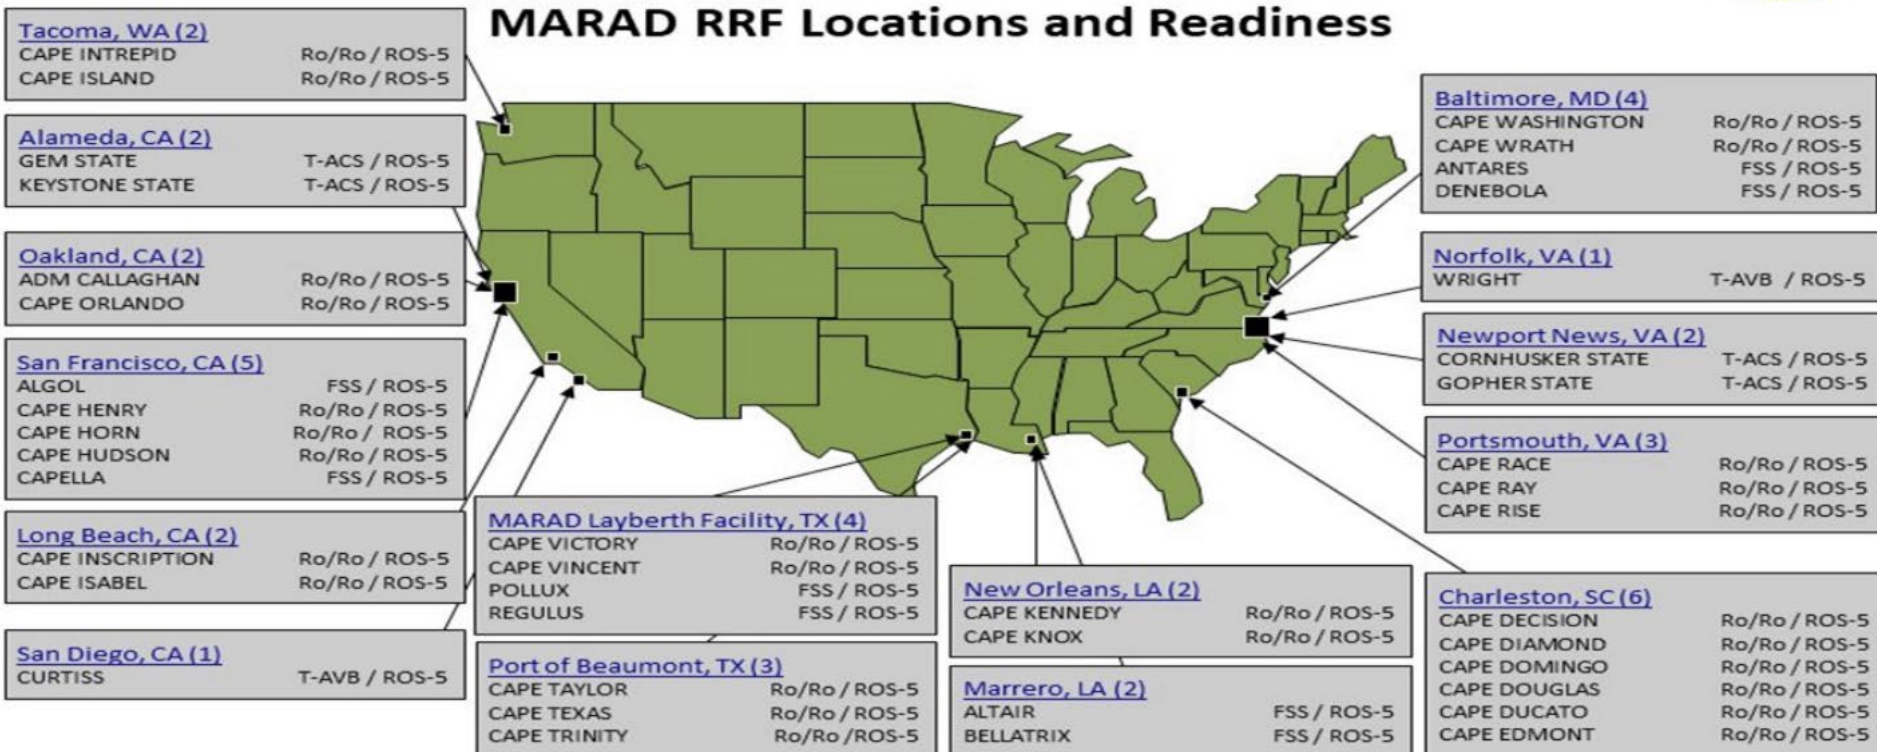 MARAD RRF Locations and Readiness
Tacoma, WA (2)
CAPE INTREPID Ro/Ro / ROS-5
CAPE ISLAND Ro/Ro / ROS-5
Alameda, CA (2)
GEM STATE T-ACS / ROS-5
KEYSTONE STATE T-ACS / ROS-5
Oakland, CA (2)
ADM CALLAGHAN Ro/Ro / ROS-5
CAPE ORLANDO Ro/Ro / ROS-5
San Francisco, CA (5)
ALGOL FSS / ROS-5
CAPE HENRY Ro/Ro / ROS-5
CAPE HORN Ro/Ro / ROS-5
CAPE HUDSON Ro/Ro / ROS-5
CAPELLA FSS / ROS-5
Long Beach, CA (2)
CAPE INSCRIPTION Ro/Ro / ROS-5
CAPE ISABEL Ro/Ro / ROS-5
San Diego, CA (1)
CURTISS T-AVB / ROS-5
MARAD Layberth Facility, TX (4)
CAPE VICTORY Ro/Ro / ROS-5
CAPE VINCENT Ro/Ro / ROS-5
POLLUX FSS / ROS-5
REGULUS FSS / ROS-5
Port of Beaumont, TX (3)
CAPE TAYLOR Ro/Ro / ROS-5
CAPE TEXAS Ro/Ro / ROS-5
CAPE TRINITY Ro/Ro /ROS-5
New Orleans, LA (2)
CAPE KENNEDY Ro/Ro / ROS-5
CAPE KNOX Ro/Ro / ROS-5
Marrero, LA (2)
ALTAIR FSS / ROS-5
BELLATRIX FSS / ROS-5
Baltimore, MD (4)
CAPE WASHINGTON Ro/Ro / ROS-5
CAPE WRATH Ro/Ro / ROS-5
ANTARES FSS / ROS-5
DENEBOLA FSS / ROS-5
Norfolk, VA (1)
WRIGHT T-AVB / ROS-5
Newport News, VA (2)
CORNHUSKER STATE T-ACS / ROS-5
GOPHER STATE T-ACS / ROS-5
Portsmouth, VA (3)
CAPE RACE Ro/Ro / ROS-5
CAPE RAY Ro/Ro / ROS-5
CAPE RISE Ro/Ro / ROS-5
Charleston, SC (6)
CAPE DECISION Ro/Ro / ROS-5
CAPE DIAMOND Ro/Ro / ROS-5
CAPE DOMINGO Ro/Ro / ROS-5
CAPE DOUGLAS Ro/Ro / ROS-5
CAPE DUCATO Ro/Ro / ROS-5
CAPE EDMONT Ro/Ro / ROS-5